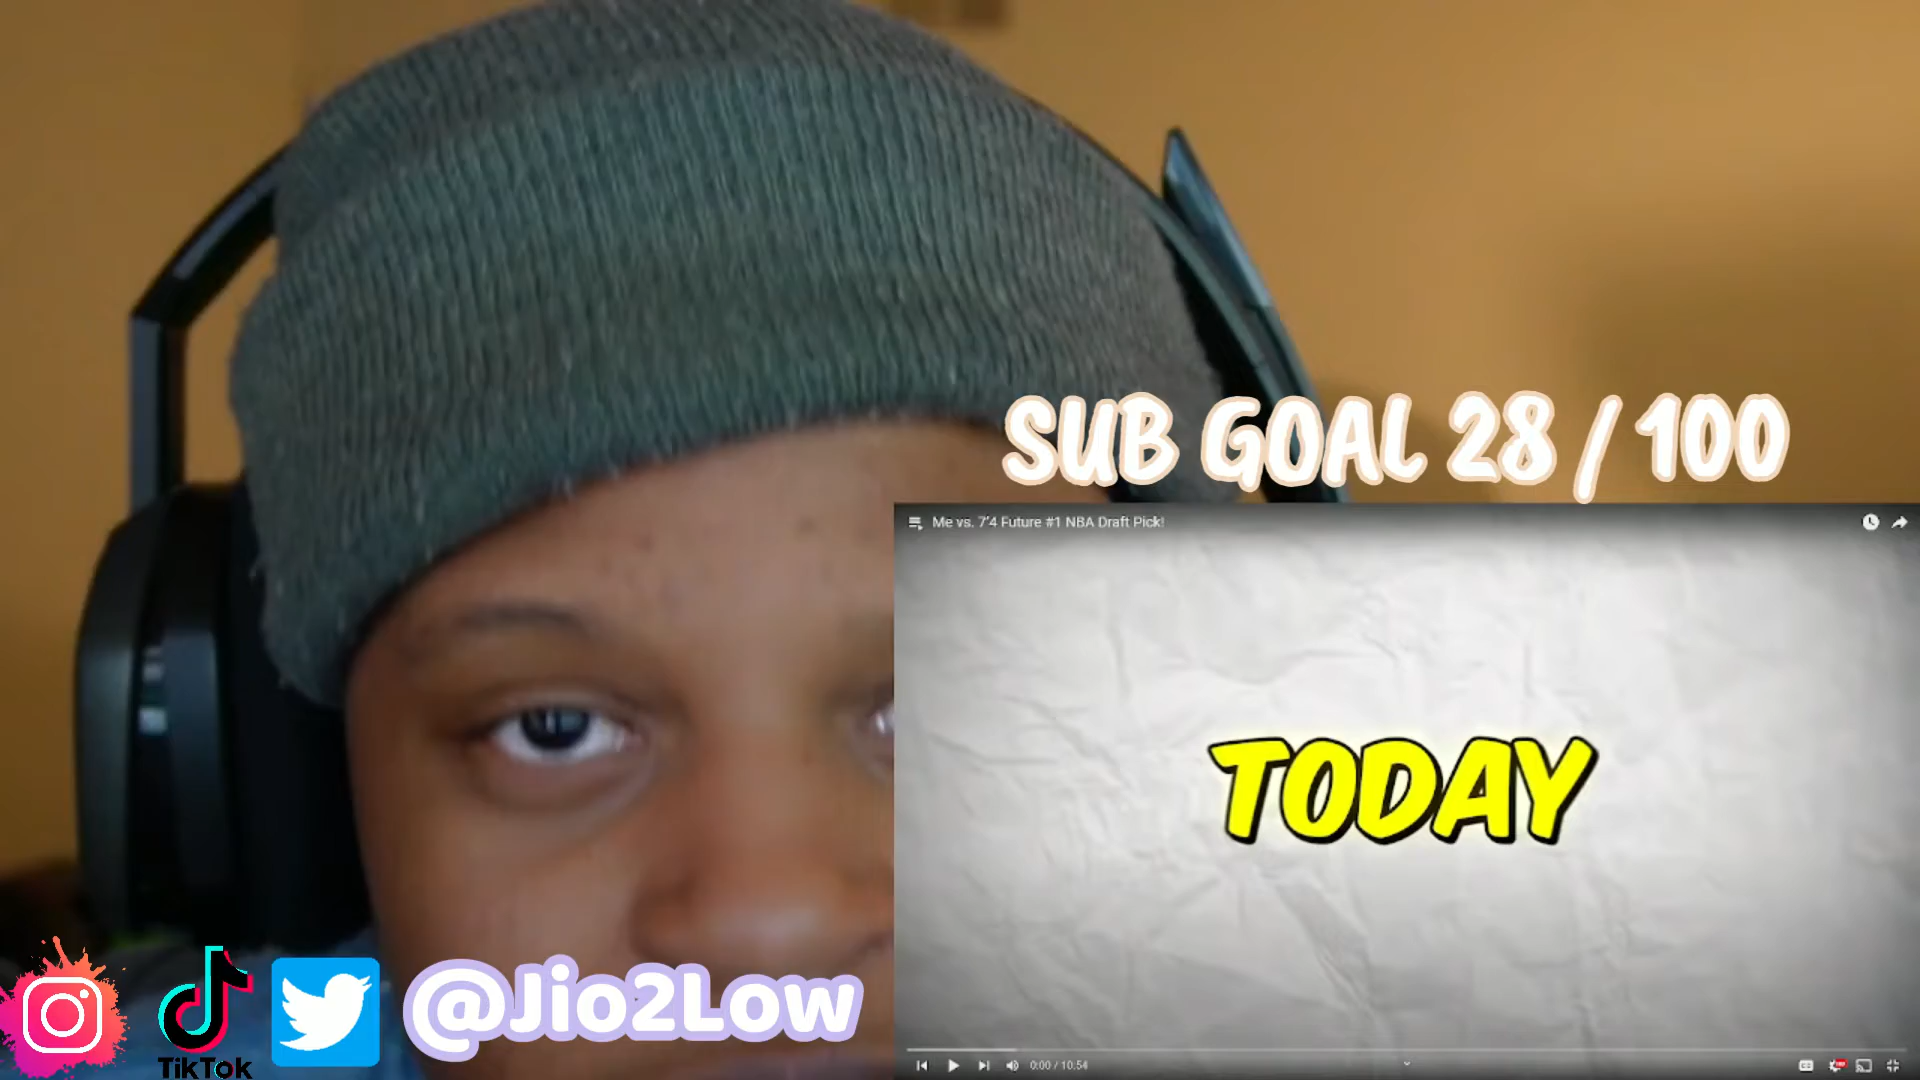 SUB GOAL 28 / 100
Me vs. 7'4 Future #1 NBA Draft Pick!
TODAY
@Jio2Low
TikTok
0:00 / 10:54